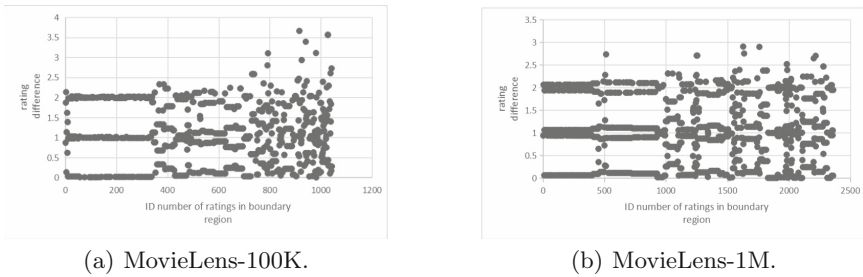 4
3.5
3
2.5
2
1.5
1
0.5
0
rating
difference
0 200 400 600 800 1000 1200
ID number of ratings in boundary
region
(a) MovieLens-100K.
3.5
3
2.5
2
1.5
1
0.5
0
rating
difference
0 500 1000 1500 2000 2500
ID number of ratings in boundary
region
(b) MovieLens-1M.